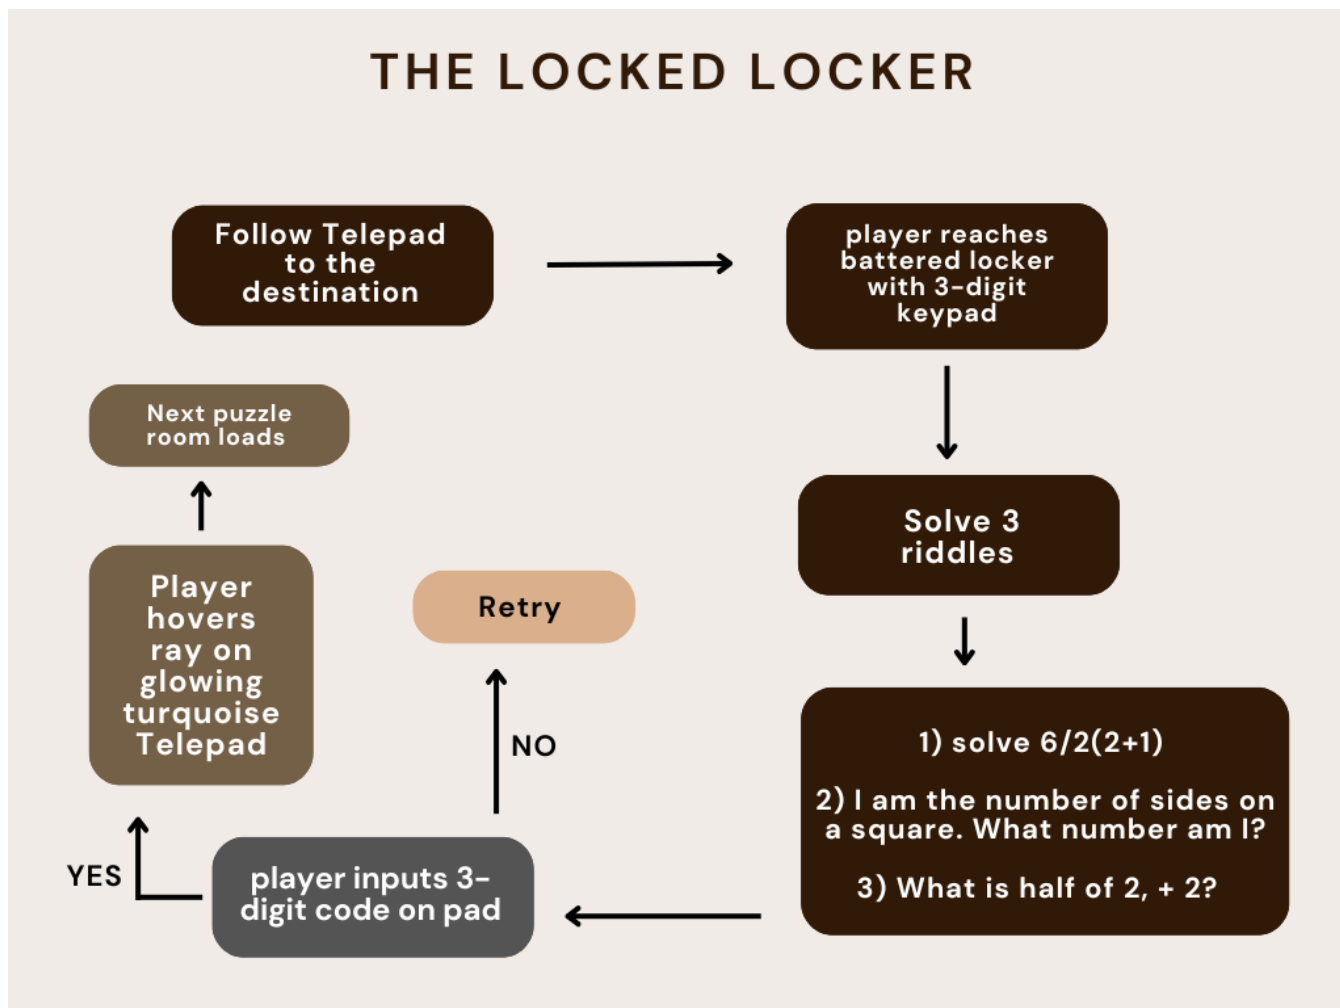 THE LOCKED LOCKER
Follow Telepad
to the
destination
player reaches
battered locker
with 3-digit
keypad
Solve 3
riddles
1) solve 6/2(2+1)
2) I am the number of sides on
a square. What number am I?
3) What is half of 2, + 2?
player inputs 3-
digit code on pad
NO
Retry
YES
Player
hovers
ray on
glowing
turquoise
Telepad
Next puzzle
room loads